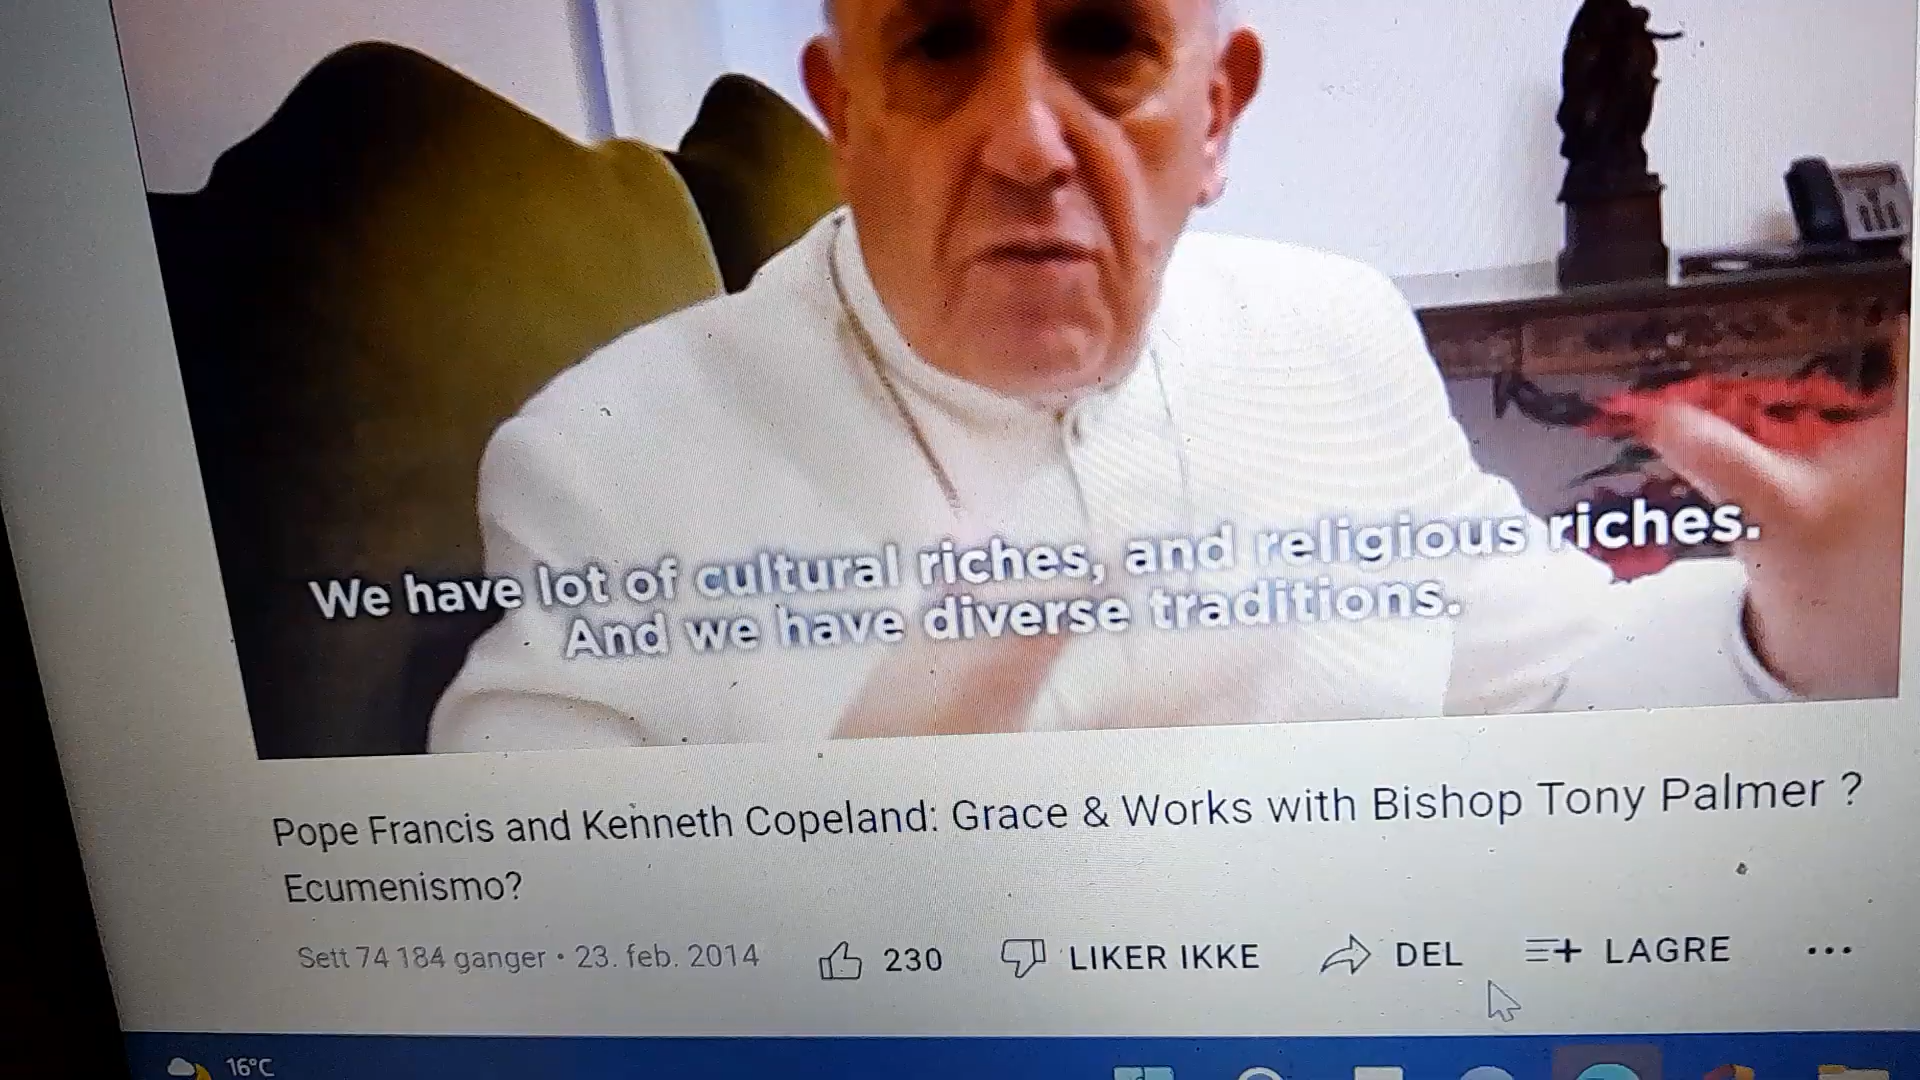 We have lot of cultural riches, and religious riches.
And we have diverse traditions.
Pope Francis and Kenneth Copeland: Grace & Works with Bishop Tony Palmer ?
Ecumenismo?
Sett 74 184 ganger • 23. feb. 2014 230 LIKER IKKE DEL LAGRE ...
16°C